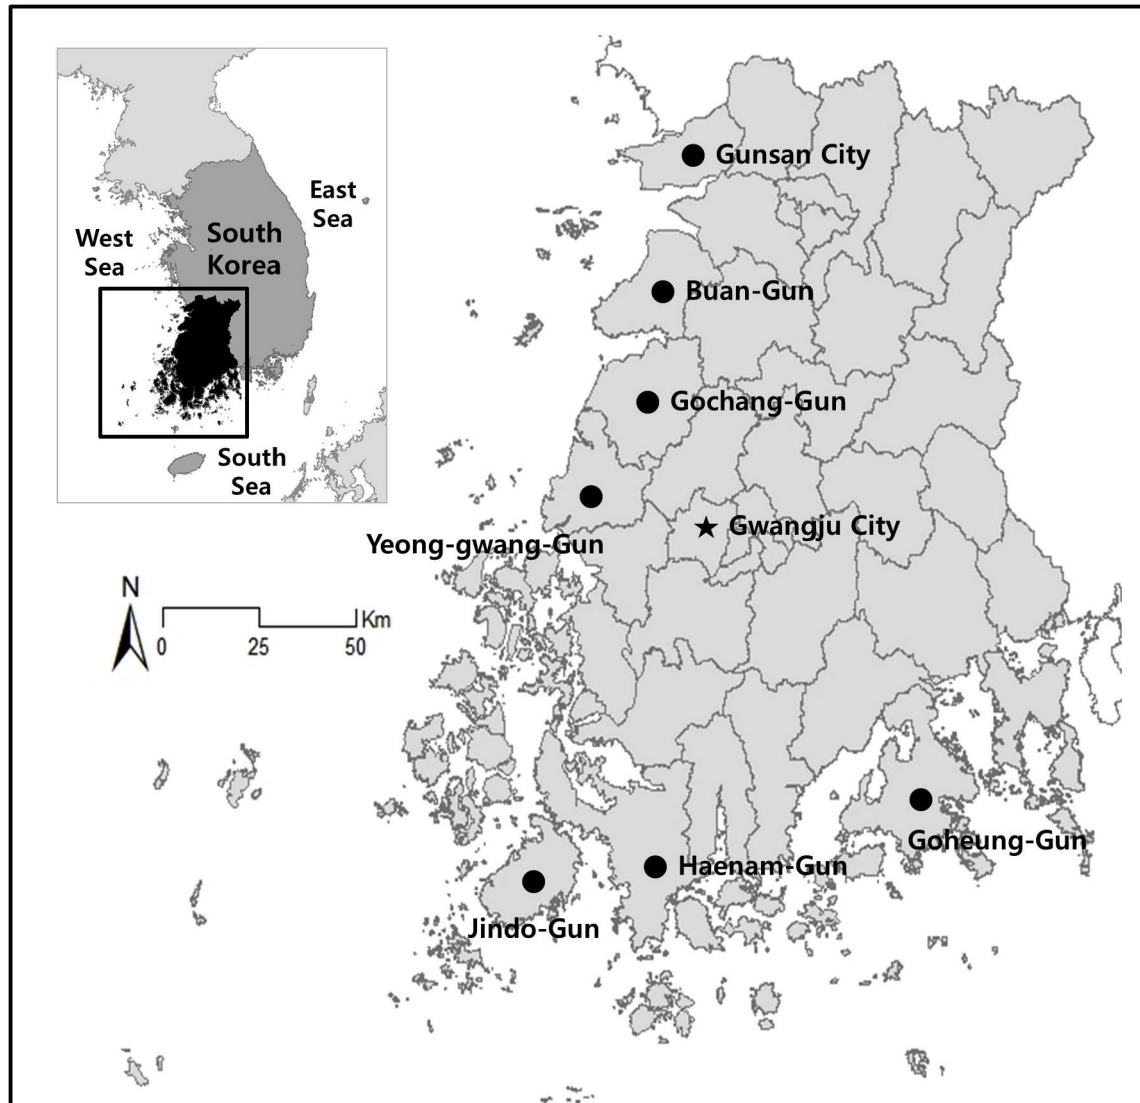 East
Sea
West
Sea
South
Korea
South
Sea
Gunsan City
Buan-Gun
Gochang-Gun
Gwangju City
Yeong-gwang-Gun
N
0 25 50 Km
Goheung-Gun
Haenam-Gun
Jindo-Gun